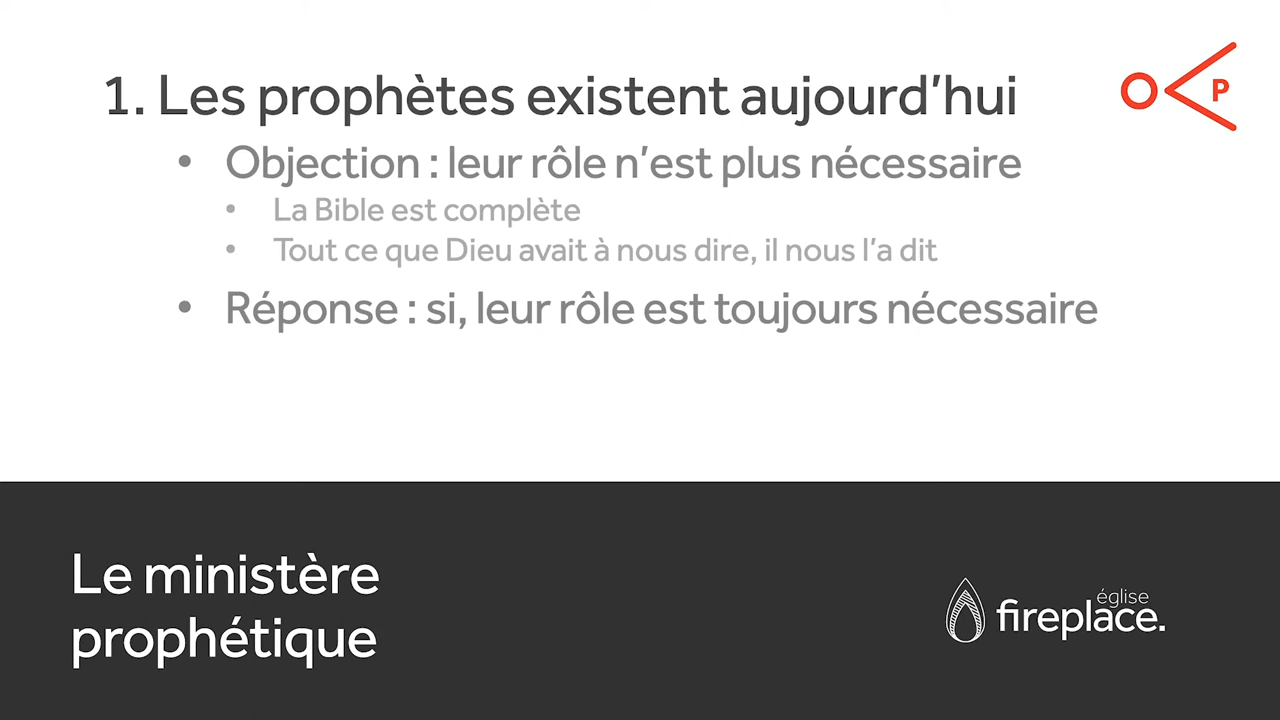 1. Les prophètes existent aujourd’hui
O P
• Objection : leur rôle n’est plus nécessaire
• La Bible est complète
• Tout ce que Dieu avait à nous dire, il nous l’a dit
• Réponse : si, leur rôle est toujours nécessaire
Le ministère
prophétique
église
fireplace.